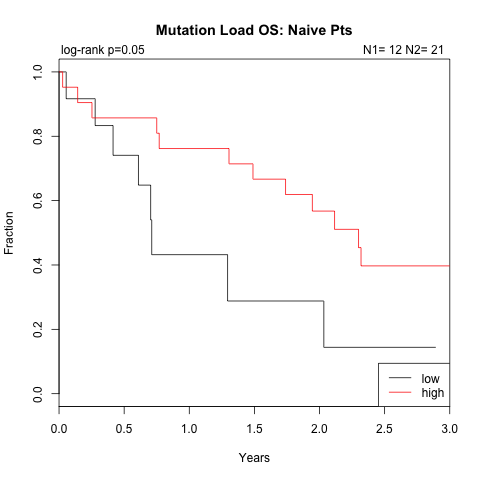 Mutation Load OS: Naive Pts
log-rank p=0.05
N1= 12 N2= 21
1.0
0.8
0.6
0.4
0.2
0.0
Fraction
low
high
0.0 0.5 1.0 1.5 2.0 2.5 3.0
Years